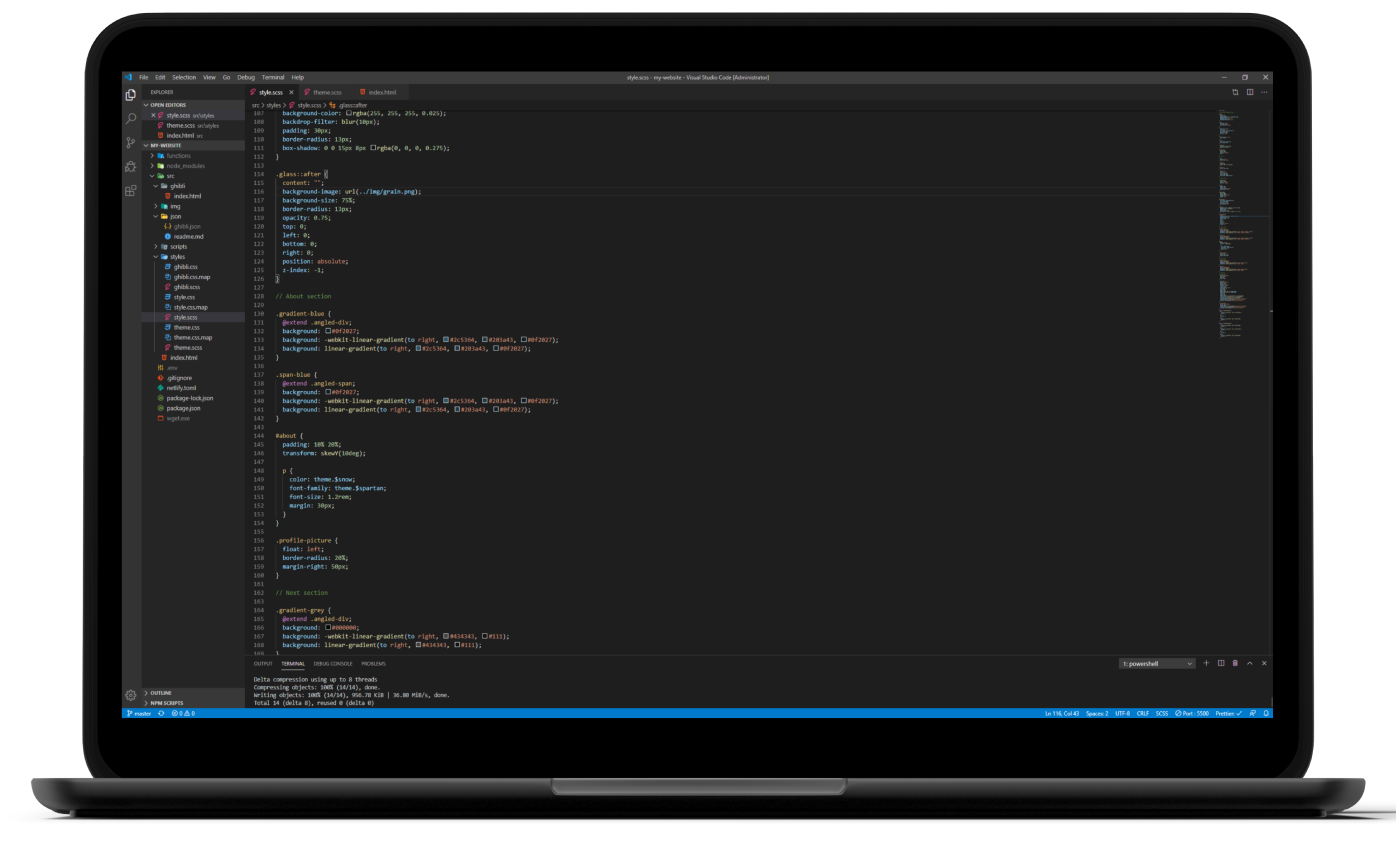 File Edit Selection View Go Debug Terminal Help
style.scss - my-website - Visual Studio Code [Administrator]
EXPLORER
OPEN EDITORS
style.scss src\styles
theme.scss src\styles
index.html src
MY-WEBSITE
functions
node_modules
src
ghibli
index.html
img
json
ghibli.json
readme.md
scripts
styles
ghibli.css
ghibli.css.map
ghibli.scss
style.css
style.css.map
style.scss
theme.css
theme.css.map
theme.scss
index.html
.env
.gitignore
netlify.toml
package-lock.json
package.json
wget.exe
OUTLINE
NPM SCRIPTS
style.scss theme.scss index.html
src > styles > style.scss > .glass::after
107 background-color: rgba(255, 255, 255, 0.025);
108 backdrop-filter: blur(10px);
109 padding: 30px;
110 border-radius: 13px;
111 box-shadow: 0 0 15px 8px rgba(0, 0, 0, 0.275);
112 }
113
114 .glass::after {
115 content: "";
116 background-image: url(../img/grain.png);
117 background-size: 75%;
118 border-radius: 13px;
119 opacity: 0.75;
120 top: 0;
121 left: 0;
122 bottom: 0;
123 right: 0;
124 position: absolute;
125 z-index: -1;
126 }
127
128 // About section
129
130 .gradient-blue {
131 @extend .angled-div;
132 background: #0f2027;
133 background: -webkit-linear-gradient(to right, #2c5364, #203a43, #0f2027);
134 background: linear-gradient(to right, #2c5364, #203a43, #0f2027);
135 }
136
137 .span-blue {
138 @extend .angled-span;
139 background: #0f2027;
140 background: -webkit-linear-gradient(to right, #2c5364, #203a43, #0f2027);
141 background: linear-gradient(to right, #2c5364, #203a43, #0f2027);
142 }
143
144 #about {
145 padding: 10% 20%;
146 transform: skewY(10deg);
147
148 p {
149 color: theme.$snow;
150 font-family: theme.$spartan;
151 font-size: 1.2rem;
152 margin: 30px;
153 }
154 }
155
156 .profile-picture {
157 float: left;
158 border-radius: 20%;
159 margin-right: 50px;
160 }
161
162 // Next section
163
164 .gradient-grey {
165 @extend .angled-div;
166 background: #000000;
167 background: -webkit-linear-gradient(to right, #434343, #111);
168 background: linear-gradient(to right, #434343, #111);
169 }
OUTPUT TERMINAL DEBUG CONSOLE PROBLEMS
1: powershell
Delta compression using up to 8 threads
Compressing objects: 100% (14/14), done.
Writing objects: 100% (14/14), 956.78 KiB | 36.80 MiB/s, done.
Total 14 (delta 8), reused 0 (delta 0)
master 0 0
Ln 116, Col 43 Spaces: 2 UTF-8 CRLF SCSS Port : 5500 Prettier: ✓